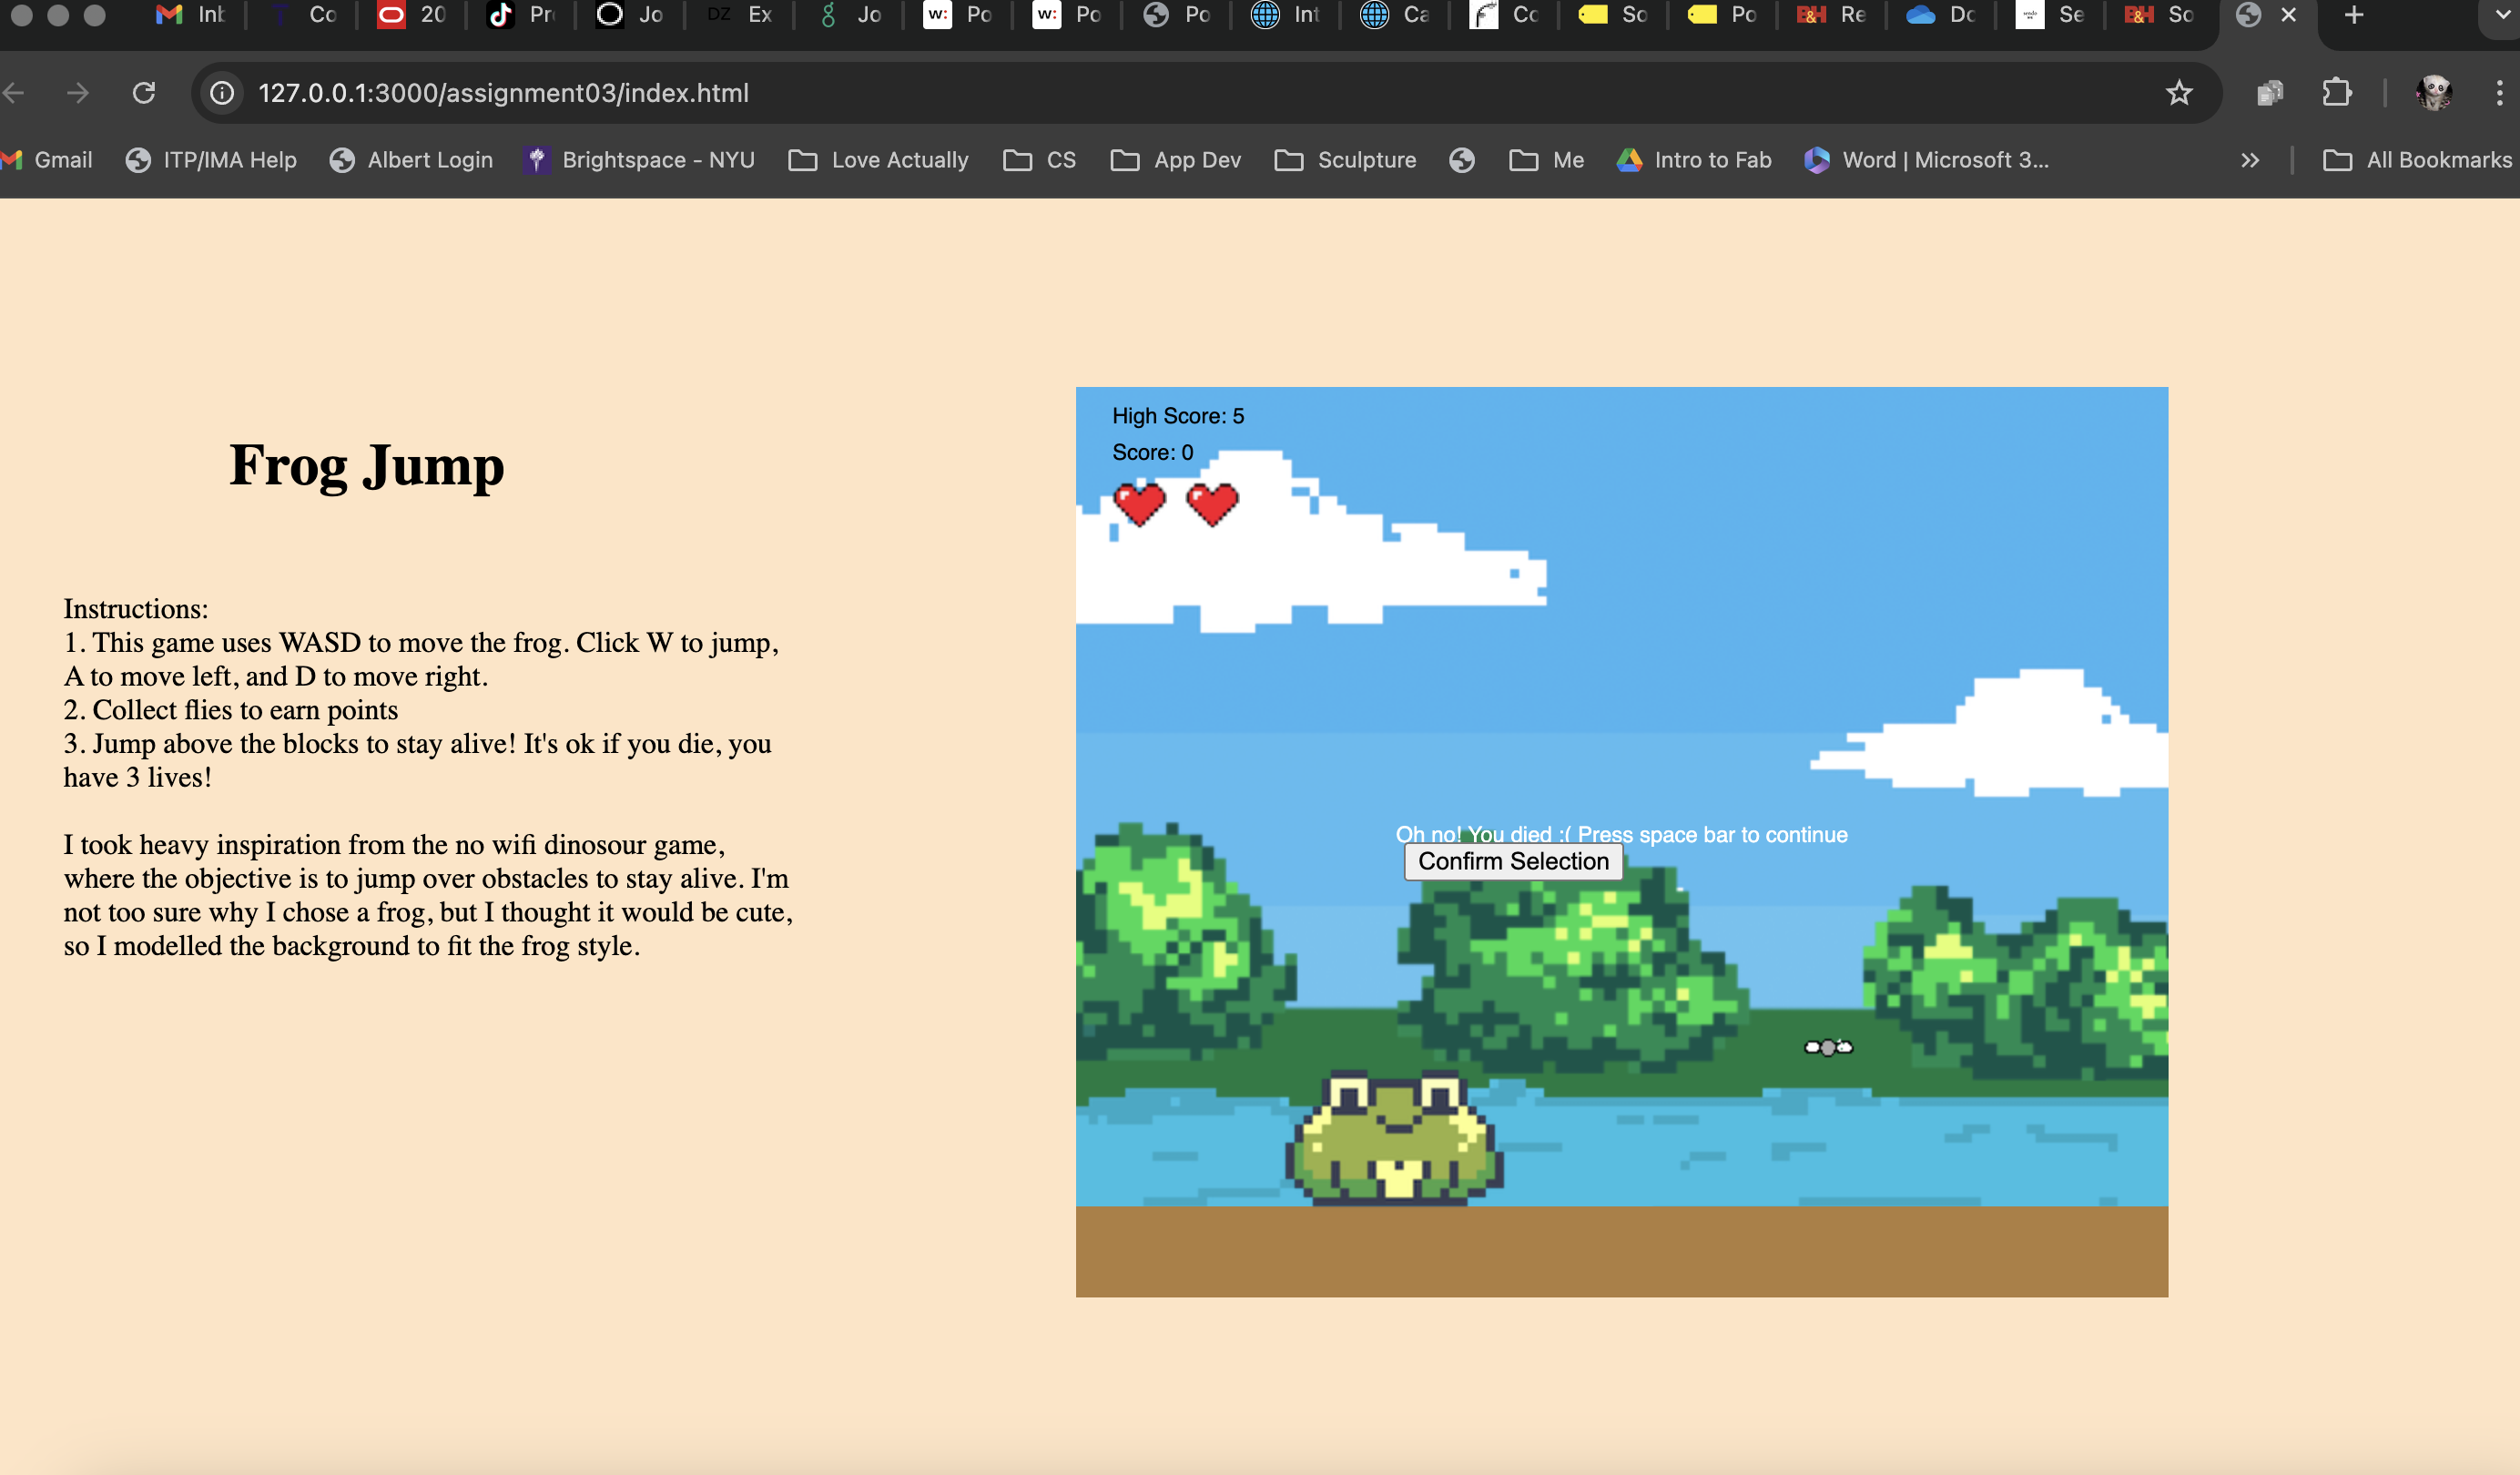 Inb
Co
20
Pr
Jo
DZ
Ex
Jo
w:
Po
w:
Po
Po
Int
Ca
Co
So
Po
B&H
Re
Do
Se
B&H
So
127.0.0.1:3000/assignment03/index.html
Gmail
ITP/IMA Help
Albert Login
Brightspace - NYU
Love Actually
CS
App Dev
Sculpture
Me
Intro to Fab
Word | Microsoft 3...
All Bookmarks
Frog Jump
Instructions:
1. This game uses WASD to move the frog. Click W to jump,
A to move left, and D to move right.
2. Collect flies to earn points
3. Jump above the blocks to stay alive! It's ok if you die, you
have 3 lives!
I took heavy inspiration from the no wifi dinosour game,
where the objective is to jump over obstacles to stay alive. I'm
not too sure why I chose a frog, but I thought it would be cute,
so I modelled the background to fit the frog style.
High Score: 5
Score: 0
Oh no! You died :( Press space bar to continue
Confirm Selection